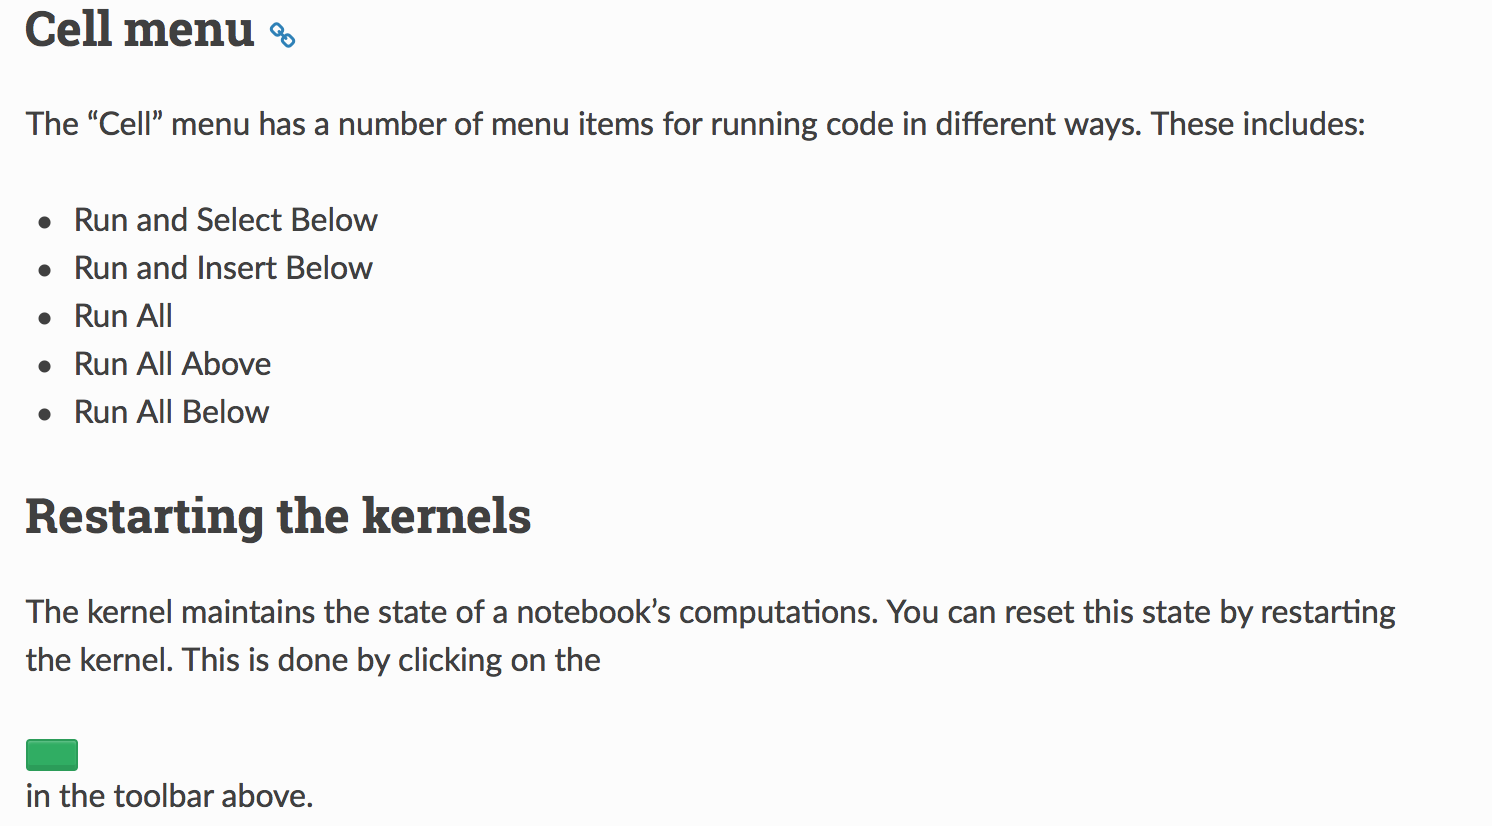 Cell menu
The “Cell” menu has a number of menu items for running code in different ways. These includes:
Run and Select Below
Run and Insert Below
Run All
Run All Above
Run All Below
Restarting the kernels
The kernel maintains the state of a notebook’s computations. You can reset this state by restarting
the kernel. This is done by clicking on the
in the toolbar above.